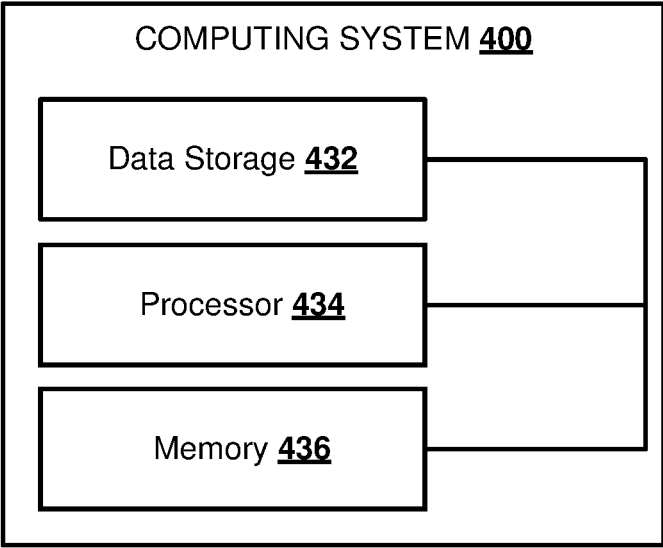 COMPUTING SYSTEM 400
Data Storage 432
Processor 434
Memory 436